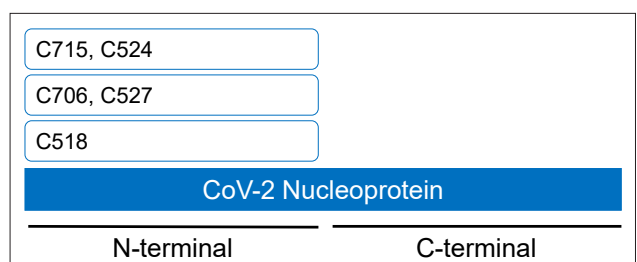 C715, C524
C706, C527
C518
CoV-2 Nucleoprotein
N-terminal C-terminal